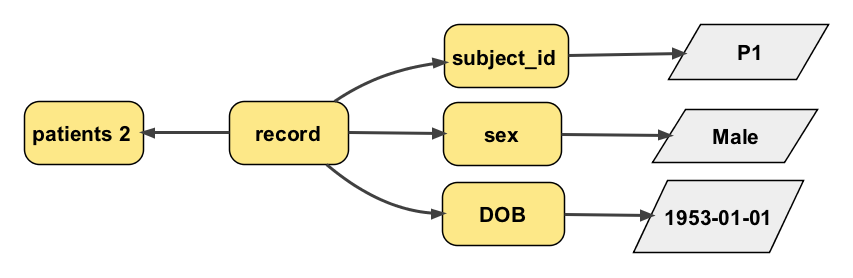 subject_id
P1
patients 2
record
sex
Male
DOB
1953-01-01